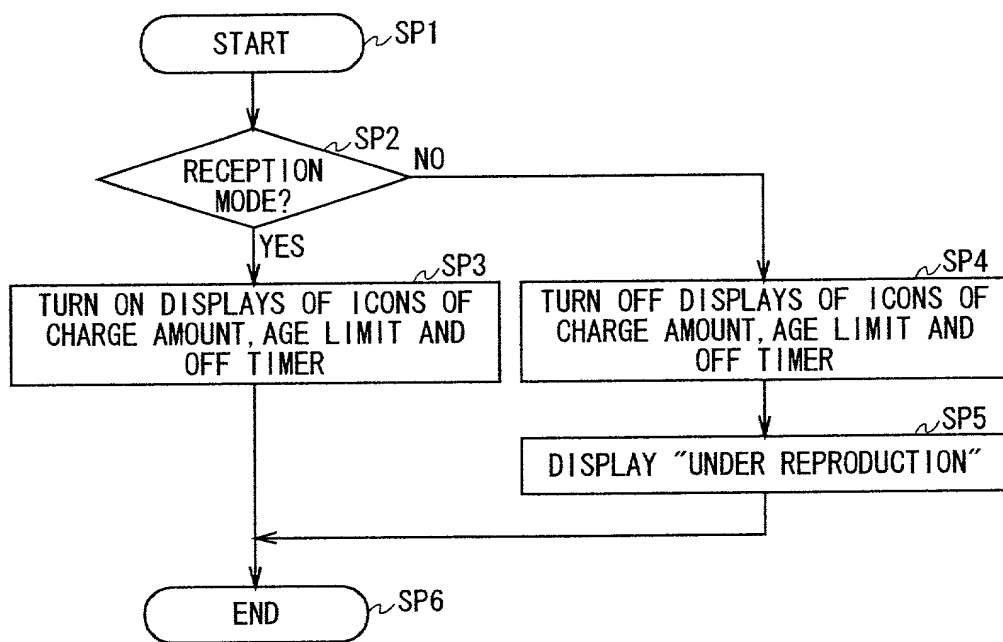 START
SP1
SP2
RECEPTION
MODE?
NO
YES
SP3
TURN ON DISPLAYS OF ICONS OF
CHARGE AMOUNT, AGE LIMIT AND
OFF TIMER
SP4
TURN OFF DISPLAYS OF ICONS OF
CHARGE AMOUNT, AGE LIMIT AND
OFF TIMER
SP5
DISPLAY "UNDER REPRODUCTION"
END
SP6